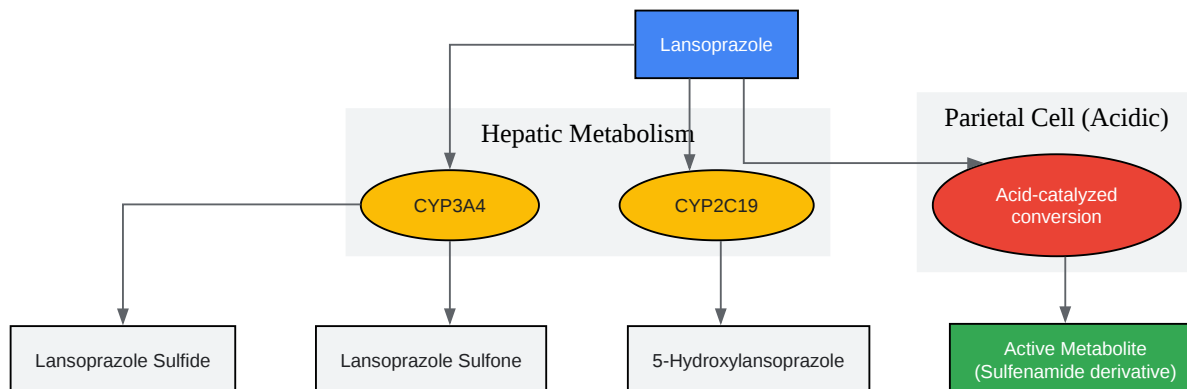 Lansoprazole
Hepatic Metabolism
Parietal Cell (Acidic)
CYP3A4
CYP2C19
Acid-catalyzed
conversion
Lansoprazole Sulfide
Lansoprazole Sulfone
5-Hydroxylansoprazole
Active Metabolite
(Sulfenamide derivative)